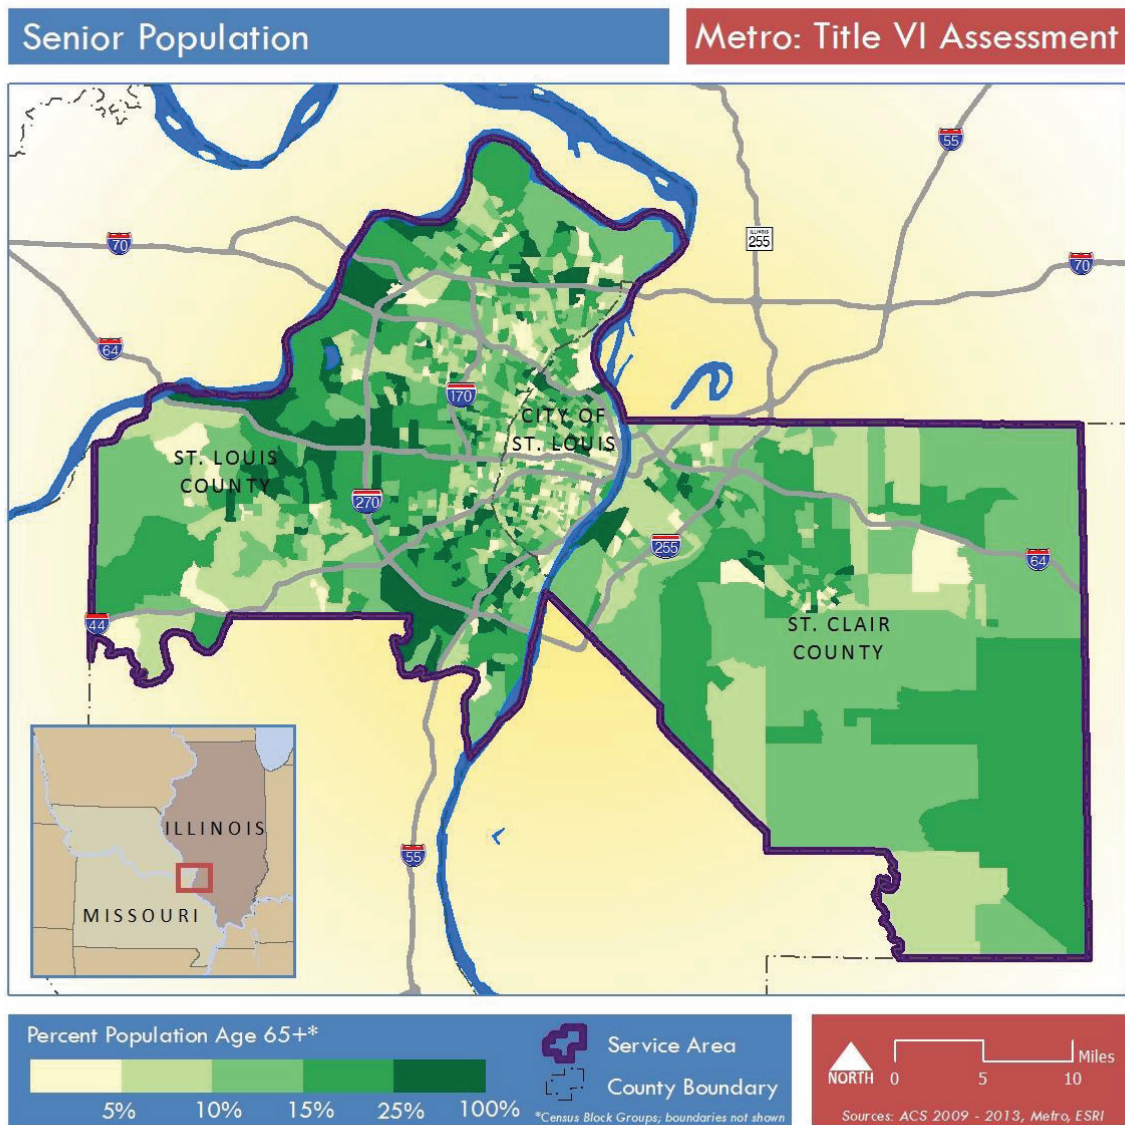 Senior Population
Metro: Title VI Assessment
55
ILLINOIS
255
70
70
64
170
CITY OF
ST. LOUIS
ST. LOUIS
COUNTY
270
255
64
44
ST. CLAIR
COUNTY
55
ILLINOIS
MISSOURI
Percent Population Age 65+*
5% 10% 15% 25% 100%
Service Area
County Boundary
*Census Block Groups; boundaries not shown
NORTH
0 5 10
Miles
Sources: ACS 2009 - 2013, Metro, ESRI